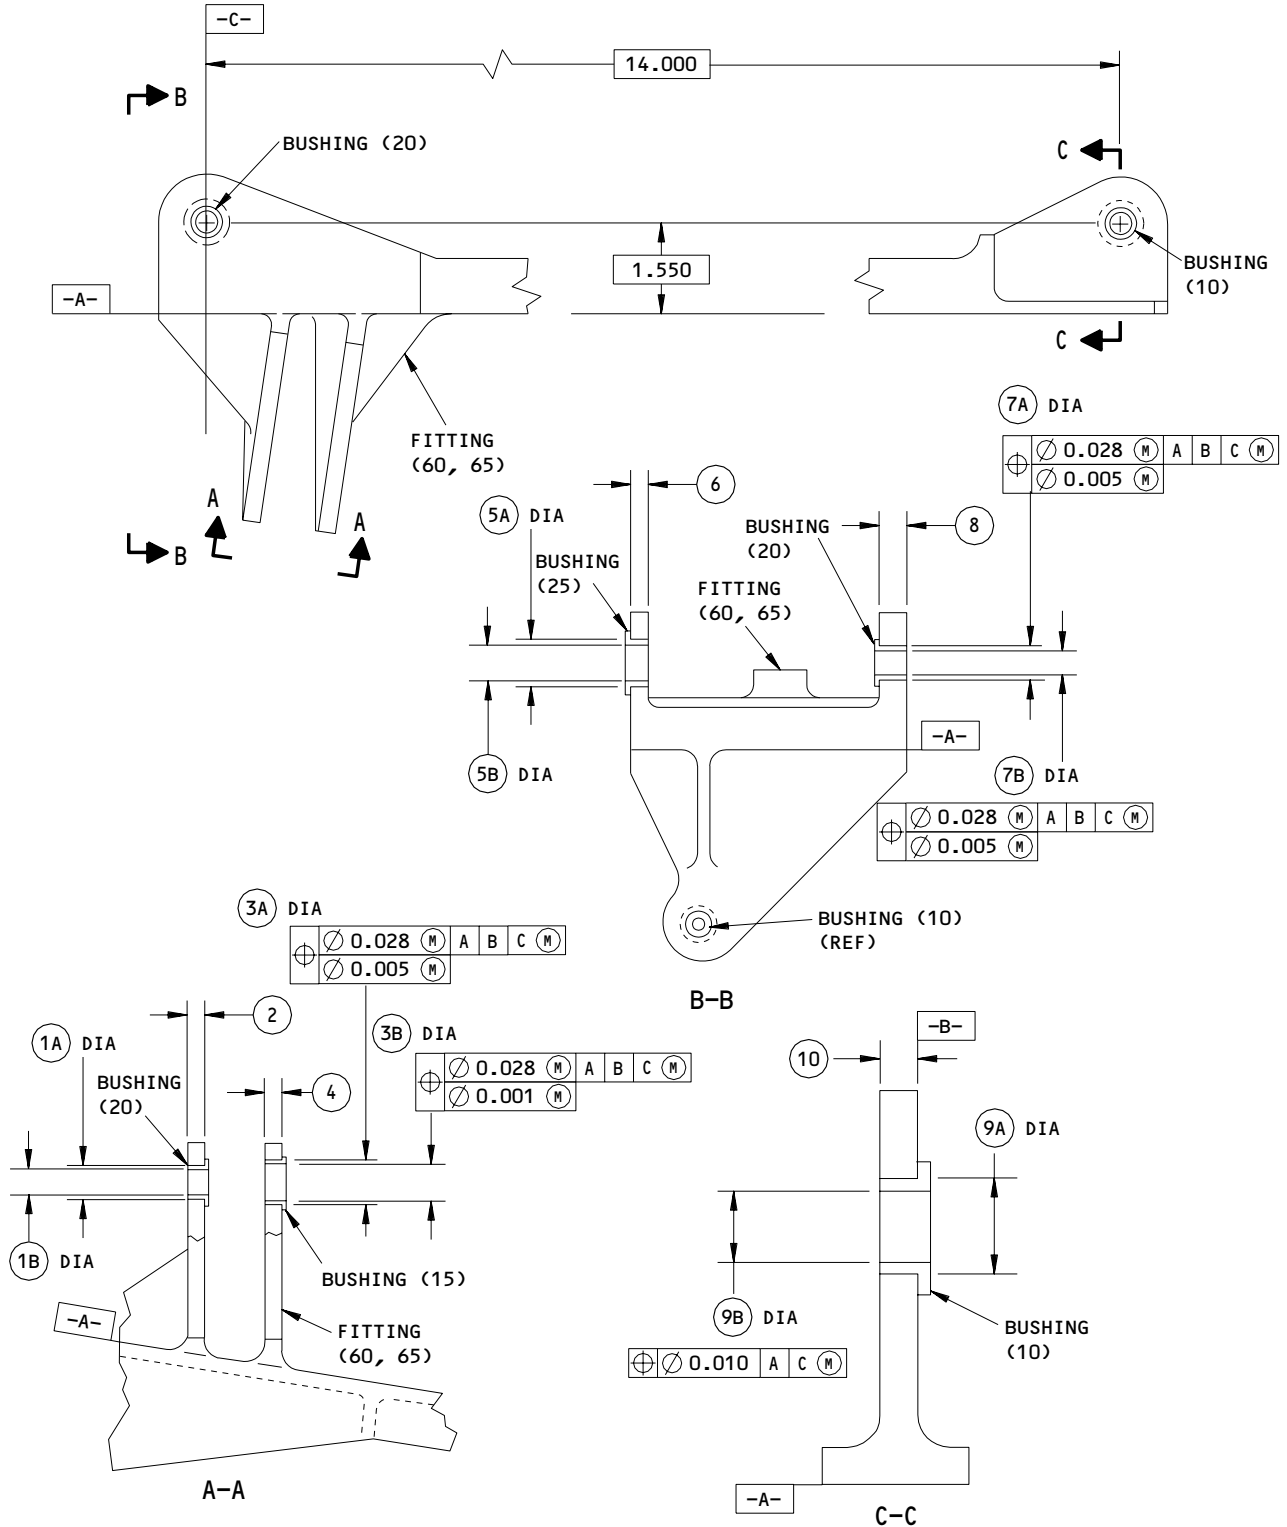 -C-
14.000
B
BUSHING (20)
C
1.550
BUSHING
(10)
-A-
C
7A DIA
FITTING
(60, 65)
⌖ ∅ 0.028 Ⓜ A B C Ⓜ
∅ 0.005 Ⓜ
6
A
A
5A DIA
BUSHING
(20)
8
B
BUSHING
(25)
FITTING
(60, 65)
-A-
5B DIA
7B DIA
⌖ ∅ 0.028 Ⓜ A B C Ⓜ
∅ 0.005 Ⓜ
3A DIA
BUSHING (10)
(REF)
⌖ ∅ 0.028 Ⓜ A B C Ⓜ
∅ 0.005 Ⓜ
B-B
2
1A DIA
3B DIA
-B-
10
⌖ ∅ 0.028 Ⓜ A B C Ⓜ
∅ 0.001 Ⓜ
BUSHING
(20)
4
9A DIA
1B DIA
BUSHING (15)
-A-
9B DIA
FITTING
(60, 65)
BUSHING
(10)
⌖ ∅ 0.010 A C Ⓜ
A-A
-A-
C-C